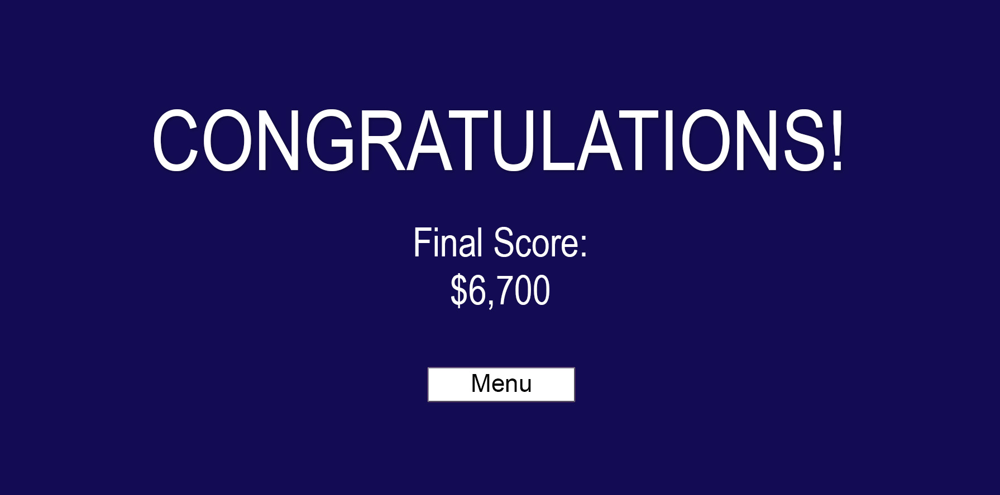 CONGRATULATIONS!
Final Score:
$6,700
Menu